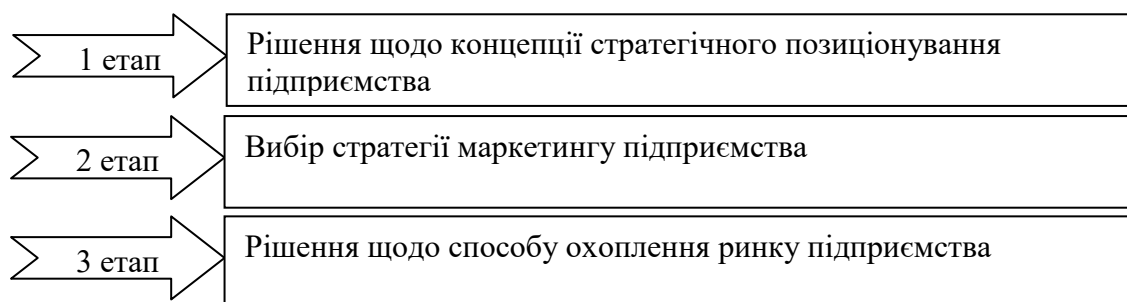 1 етап
Рішення щодо концепції стратегічного позиціонування
підприємства
2 етап
Вибір стратегії маркетингу підприємства
3 етап
Рішення щодо способу охоплення ринку підприємства